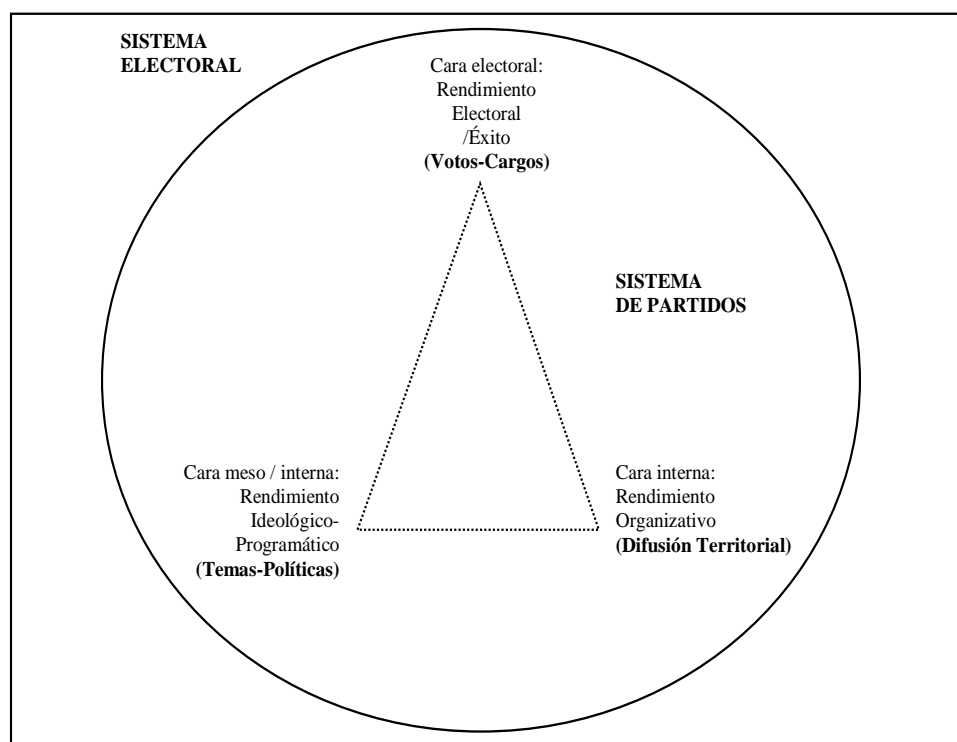 SISTEMA
ELECTORAL
Cara electoral:
Rendimiento
Electoral
/Éxito
(Votos-Cargos)
SISTEMA
DE PARTIDOS
Cara meso / interna:
Rendimiento
Ideológico-
Programático
(Temas-Políticas)
Cara interna:
Rendimiento
Organizativo
(Difusión Territorial)